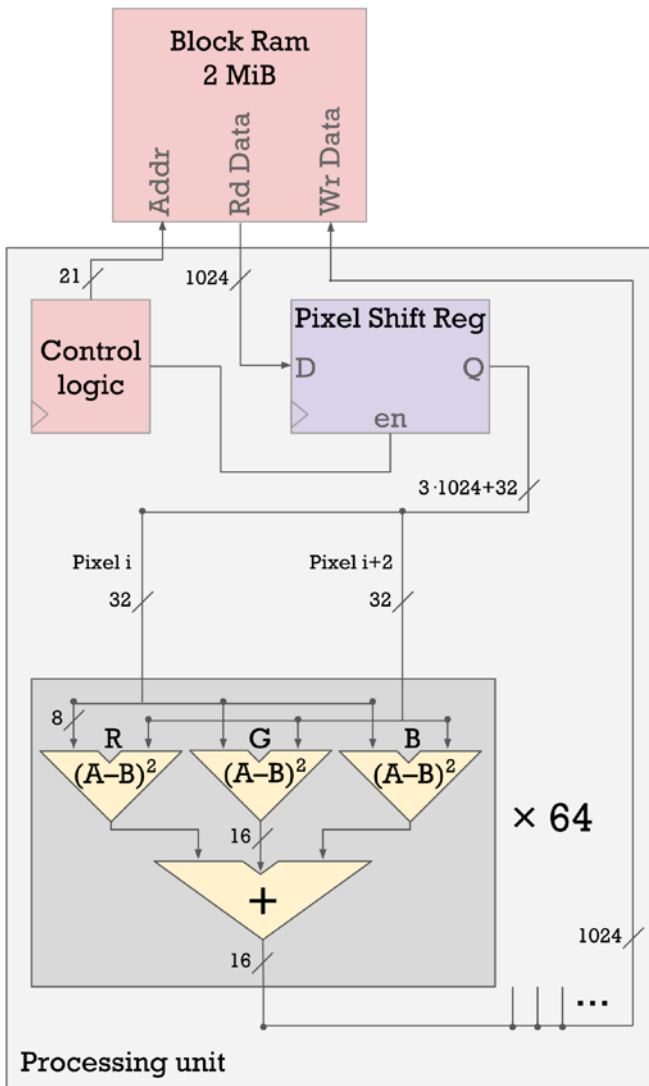 Block Ram
2 MiB
Addr
Rd Data
Wr Data
21
1024
Control
logic
Pixel Shift Reg
D
Q
en
3·1024+32
Pixel i
Pixel i+2
32
32
8
R
G
B
(A–B)²
(A–B)²
(A–B)²
× 64
16
+
16
1024
...
Processing unit